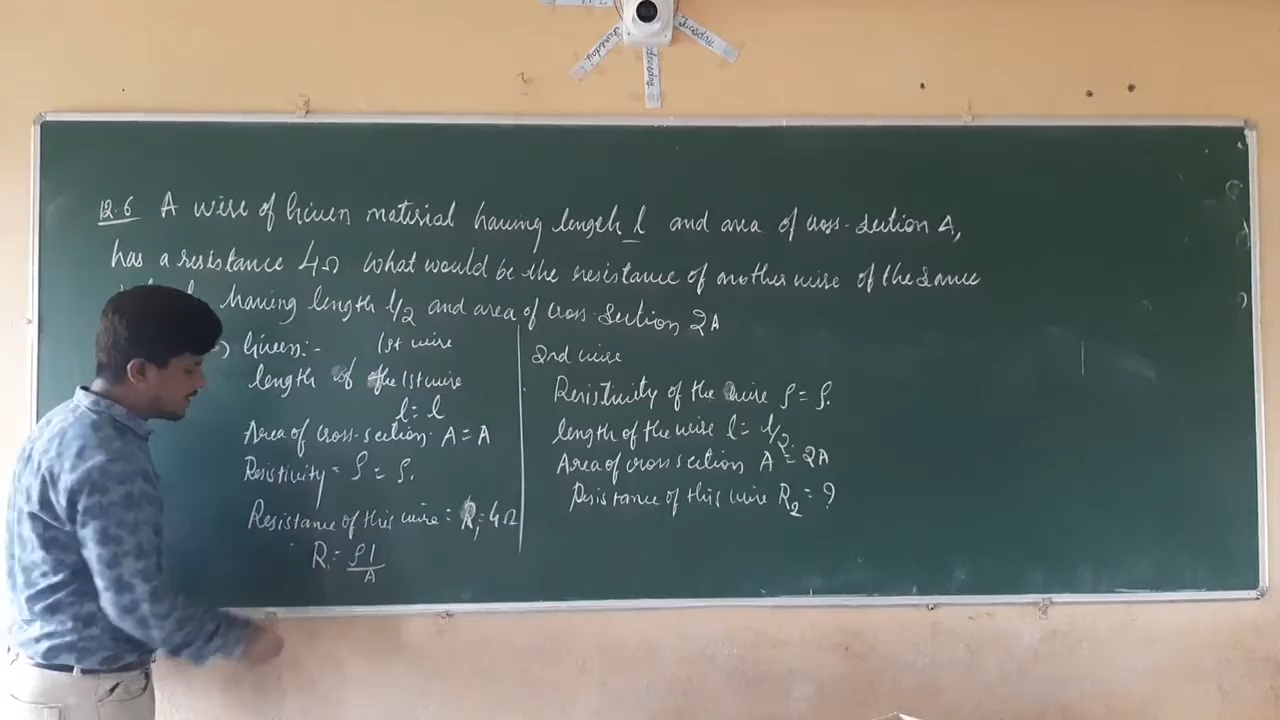 Tuesday
12.6 A wire of Given material having length l and area of cross-section A,
has a resistance 4Ω What would be the resistance of another wire of the same
having length l/2 and area of cross-section 2A
Given:- 1st wire
length of the 1st wire
l = l
Area of cross-section A = A
Resistivity = ρ = ρ.
Resistance of this wire = R₁ = 4Ω
R₁ = ρl/A
2nd wire
Resistivity of the wire ρ = ρ.
length of the wire l = l/2.
Area of cross section A = 2A
Resistance of this wire R₂ = ?